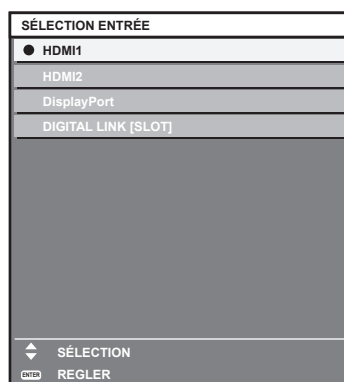 SÉLECTION ENTRÉE
HDMI1
HDMI2
DisplayPort
DIGITAL LINK [SLOT]
SÉLECTION
ENTER REGLER